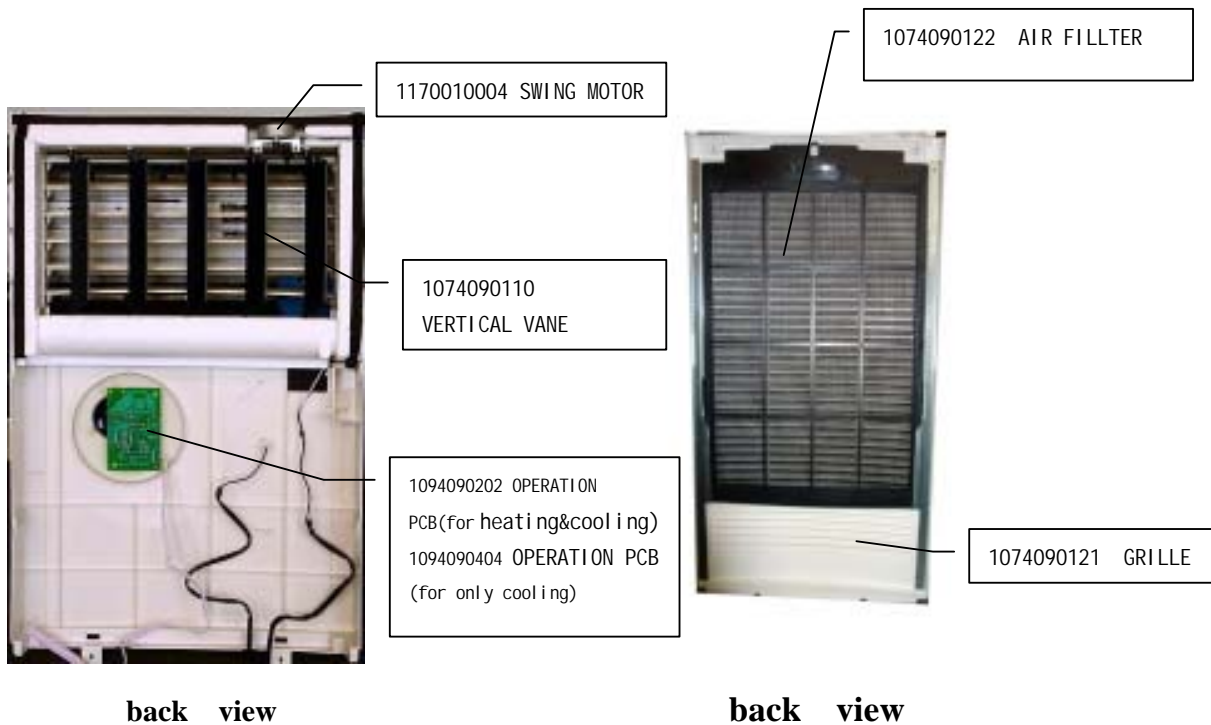 1170010004 SWING MOTOR
1074090110
VERTICAL VANE
1094090202 OPERATION
PCB(for heating&cooling)
1094090404 OPERATION PCB
(for only cooling)
back view
1074090122 AIR FILLTER
1074090121 GRILLE
back view